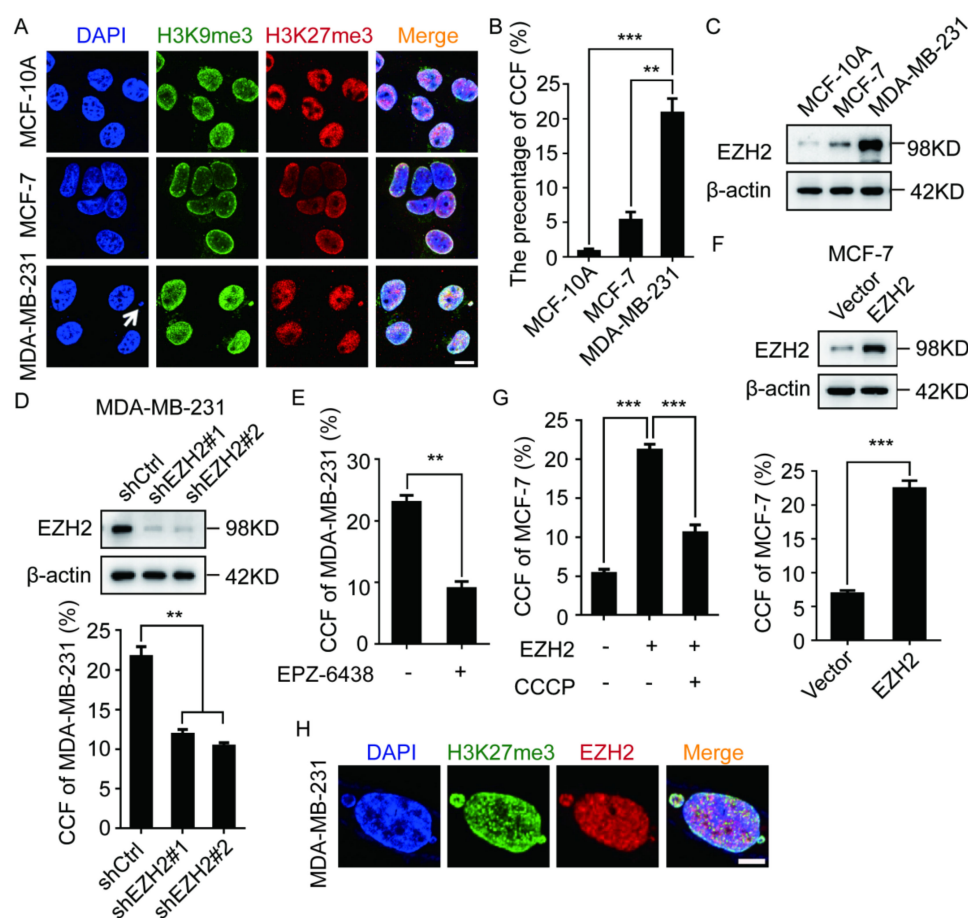 A
DAPI H3K9me3 H3K27me3 Merge
MCF-10A
MCF-7
MDA-MB-231
B
The precentage of CCF (%)
25
20
15
10
5
0
***
**
MCF-10A
MCF-7
MDA-MB-231
C
MCF-10A
MCF-7
MDA-MB-231
EZH2 98KD
β-actin 42KD
D
MDA-MB-231
shCtrl
shEZH2#1
shEZH2#2
EZH2 98KD
β-actin 42KD
CCF of MDA-MB-231 (%)
25
20
15
10
5
0
**
shCtrl
shEZH2#1
shEZH2#2
E
CCF of MDA-MB-231 (%)
30
20
10
0
**
EPZ-6438 - +
F
MCF-7
Vector
EZH2
EZH2 98KD
β-actin 42KD
CCF of MCF-7 (%)
25
20
15
10
5
0
***
Vector
EZH2
G
CCF of MCF-7 (%)
25
20
15
10
5
0
*** ***
EZH2 - + +
CCCP - - +
H
DAPI H3K27me3 EZH2 Merge
MDA-MB-231